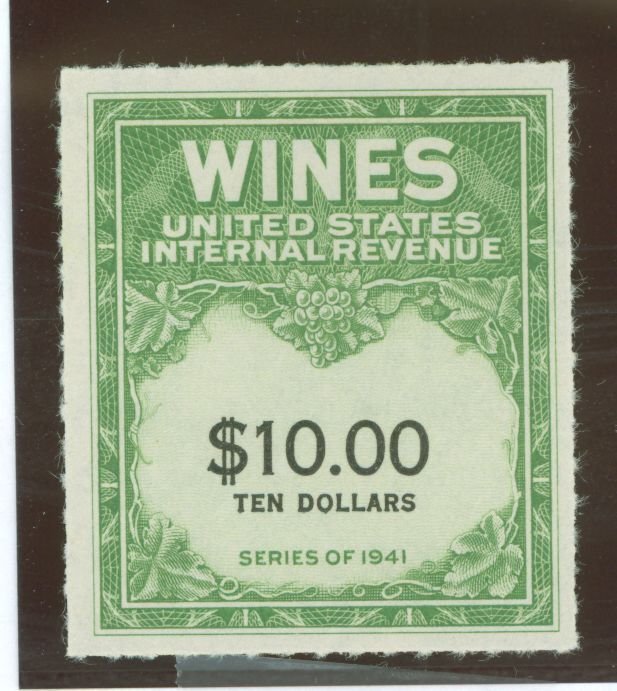 WINES
UNITED STATES
INTERNAL REVENUE
$10.00
TEN DOLLARS
SERIES OF 1941